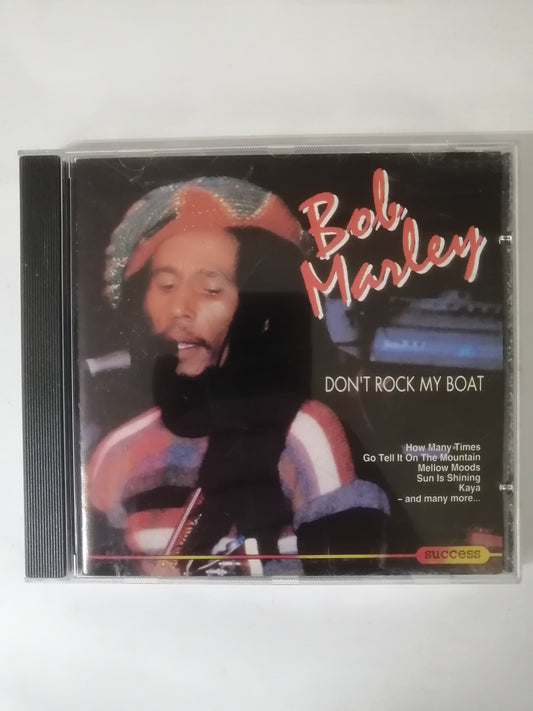 Bob
Marley
DON'T ROCK MY BOAT
How Many Times
Go Tell It On The Mountain
Mellow Moods
Sun Is Shining
Kaya
– and many more...
success